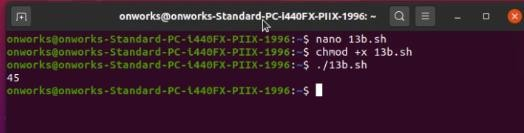 onworks@onworks-Standard-PC-i440FX-PIIX-1996: ~
onworks@onworks-Standard-PC-i440FX-PIIX-1996:~$ nano 13b.sh
onworks@onworks-Standard-PC-i440FX-PIIX-1996:~$ chmod +x 13b.sh
onworks@onworks-Standard-PC-i440FX-PIIX-1996:~$ ./13b.sh
45
onworks@onworks-Standard-PC-i440FX-PIIX-1996:~$